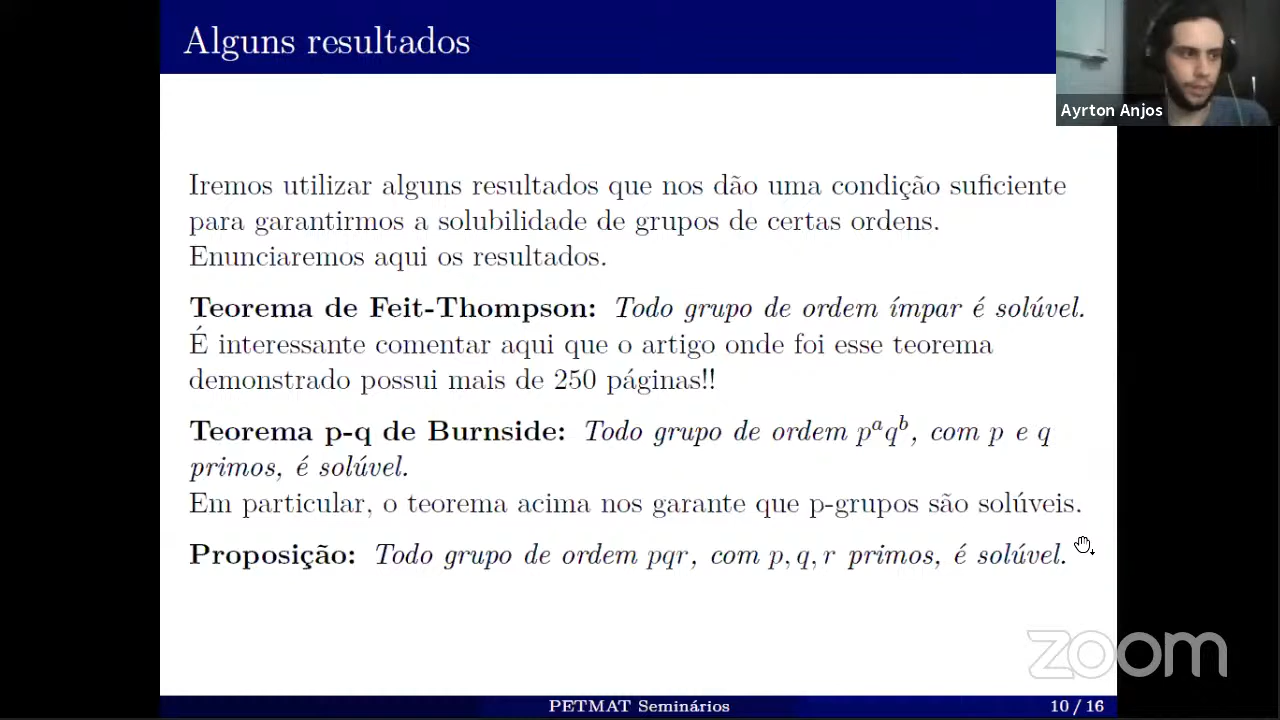 Alguns resultados
Ayrton Anjos
Iremos utilizar alguns resultados que nos dão uma condição suficiente
para garantirmos a solubilidade de grupos de certas ordens.
Enunciaremos aqui os resultados.
Teorema de Feit-Thompson: Todo grupo de ordem ímpar é solúvel.
É interessante comentar aqui que o artigo onde foi esse teorema
demonstrado possui mais de 250 páginas!!
Teorema p-q de Burnside: Todo grupo de ordem pᵃqᵇ, com p e q
primos, é solúvel.
Em particular, o teorema acima nos garante que p-grupos são solúveis.
Proposição: Todo grupo de ordem pqr, com p, q, r primos, é solúvel.
zoom
PETMAT Seminários
10 / 16